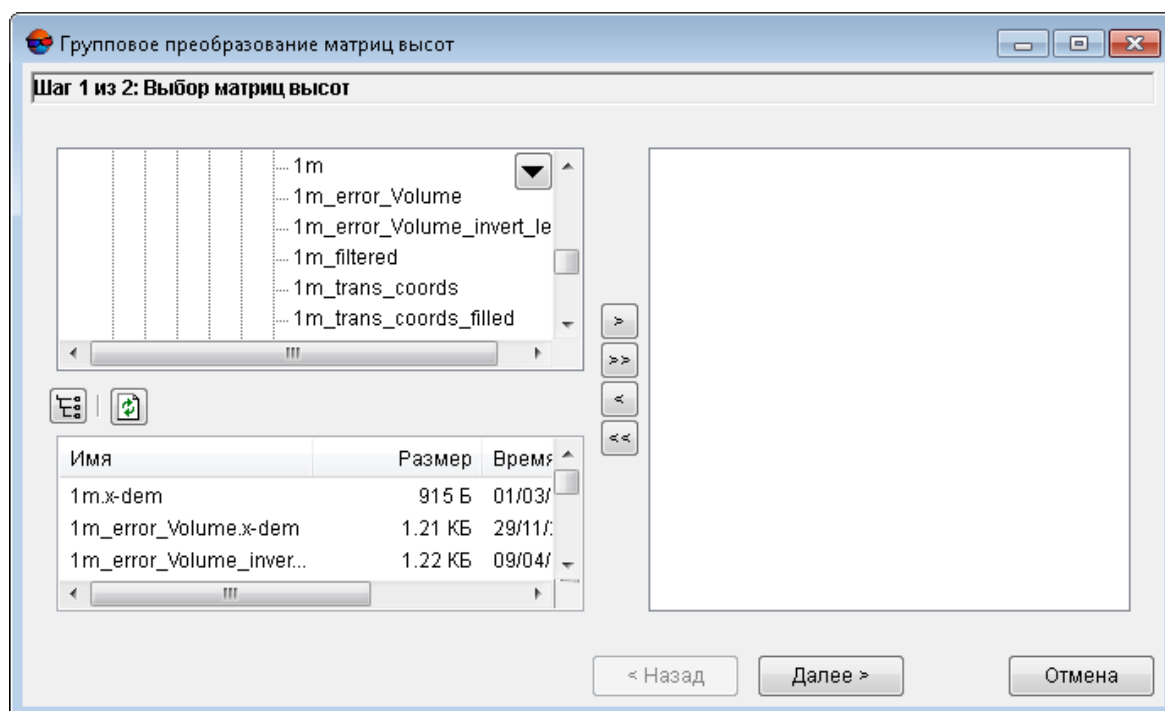 Групповое преобразование матриц высот
Шаг 1 из 2: Выбор матриц высот
1m
1m_error_Volume
1m_error_Volume_invert_le
1m_filtered
1m_trans_coords
1m_trans_coords_filled
>
>>
<
<<
Имя Размер Время
1m.x-dem 915 Б 01/03/
1m_error_Volume.x-dem 1.21 КБ 29/11/
1m_error_Volume_inver... 1.22 КБ 09/04/
< Назад Далее > Отмена